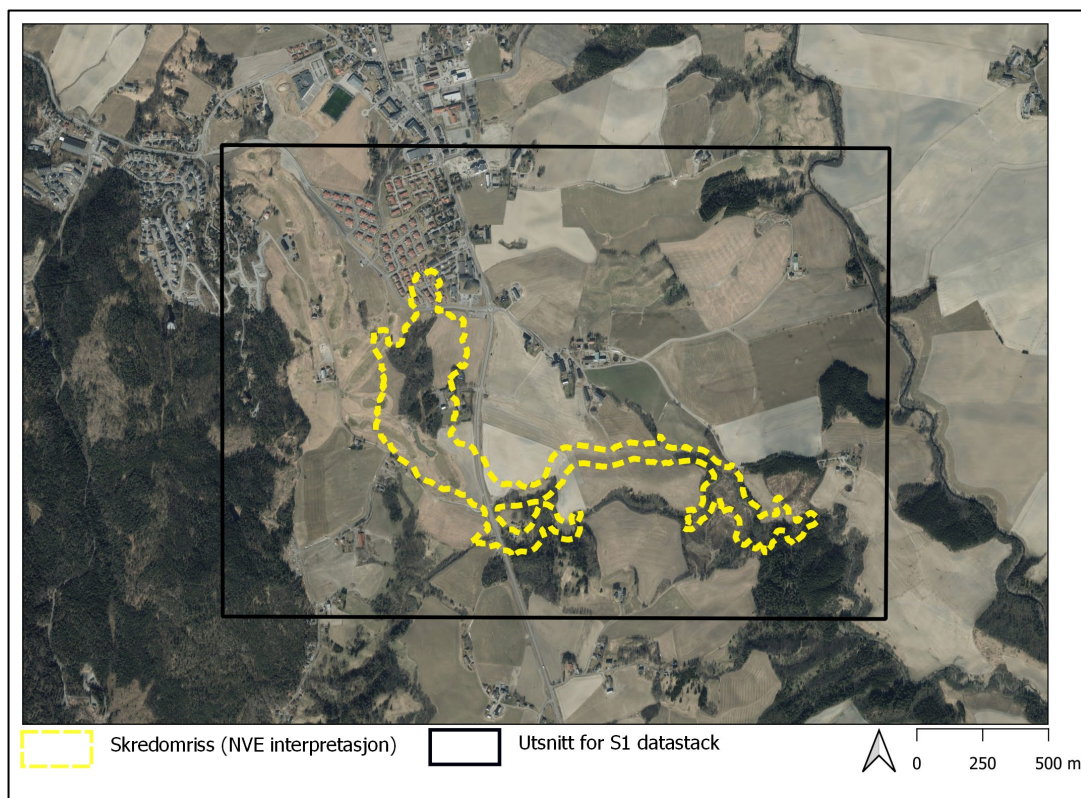 Skredomriss (NVE interpretasjon)
Utsnitt for S1 datastack
0 250 500 m